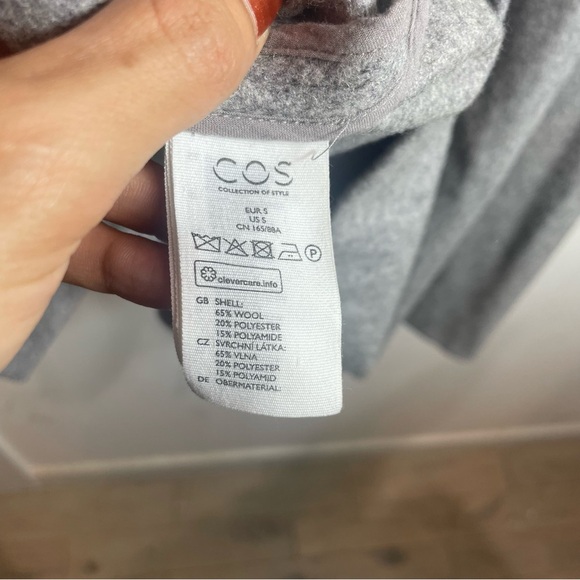 COS
COLLECTION OF STYLE
EUR S
US S
CN 165/88A
P
clevercare.info
GB SHELL:
65% WOOL
20% POLYESTER
15% POLYAMIDE
CZ SVRCHNÍ LÁTKA:
65% VLNA
20% POLYESTER
15% POLYAMID
DE OBERMATERIAL: